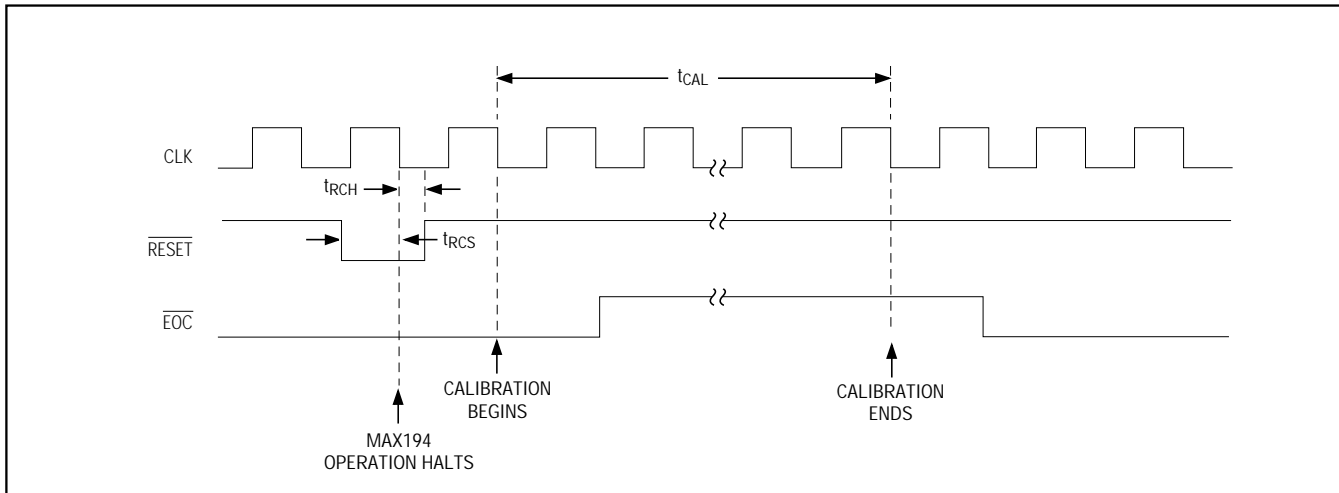 tCAL
CLK
tRCH
RESET
tRCS
EOC
CALIBRATION
BEGINS
CALIBRATION
ENDS
MAX194
OPERATION HALTS